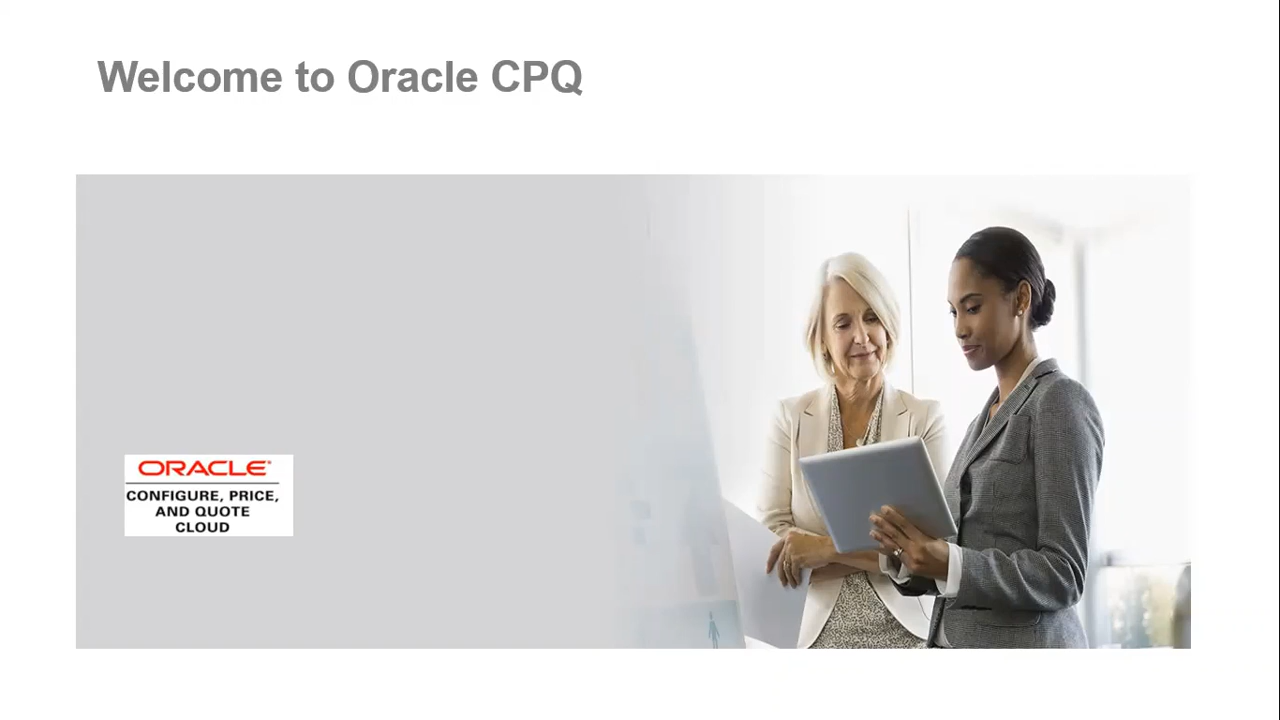 Welcome to Oracle CPQ
ORACLE®
CONFIGURE, PRICE,
AND QUOTE
CLOUD